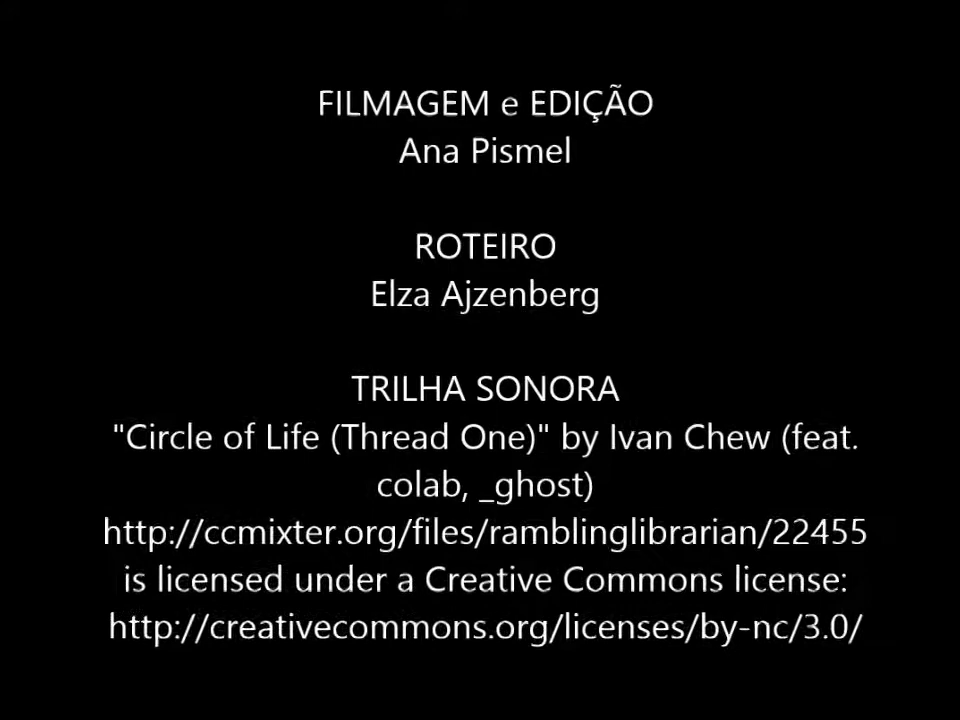 FILMAGEM e EDIÇÃO
Ana Pismel
ROTEIRO
Elza Ajzenberg
TRILHA SONORA
"Circle of Life (Thread One)" by Ivan Chew (feat.
colab, _ghost)
http://ccmixter.org/files/ramblinglibrarian/22455
is licensed under a Creative Commons license:
http://creativecommons.org/licenses/by-nc/3.0/